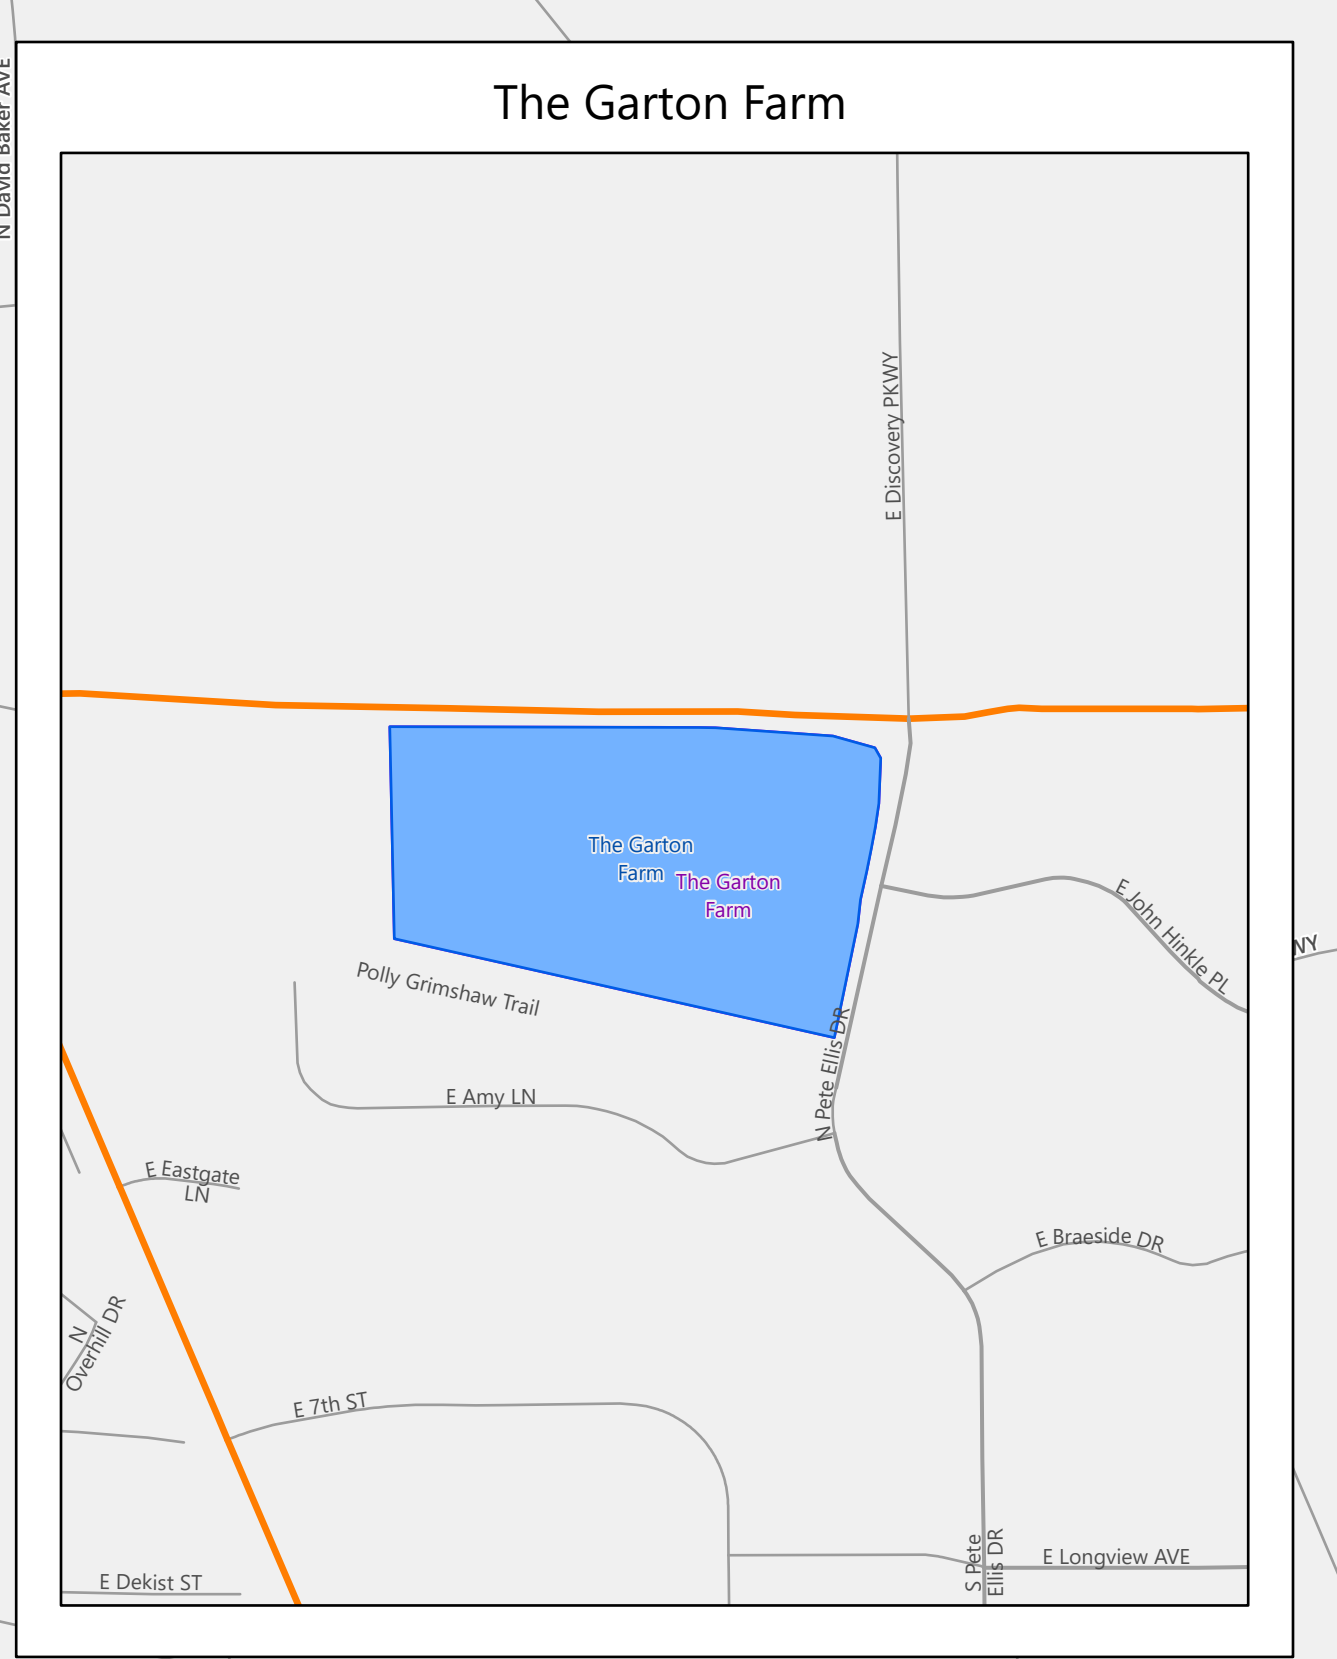 N David Baker AVE
The Garton Farm
E Discovery PKWY
The Garton
Farm
The Garton
Farm
E John Hinkle PL
Polly Grimshaw Trail
N Pete Ellis DR
E Amy LN
E Eastgate
LN
E Braeside DR
N
Overhill DR
E 7th ST
S Pete
Ellis DR
E Longview AVE
E Dekist ST